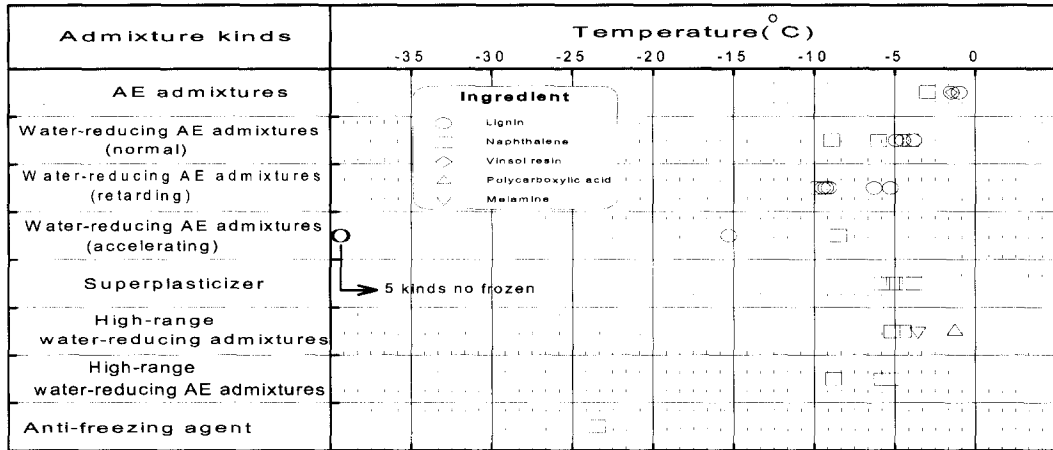 Admixture kinds
Temperature(°C)
-35 -30 -25 -20 -15 -10 -5 0
AE admixtures
Water-reducing AE admixtures
(normal)
Water-reducing AE admixtures
(retarding)
Water-reducing AE admixtures
(accelerating)
Superplasticizer
High-range
water-reducing admixtures
High-range
water-reducing AE admixtures
Anti-freezing agent
Ingredient
Lignin
Naphthalene
Vinsol resin
Polycarboxylic acid
Melamine
5 kinds no frozen